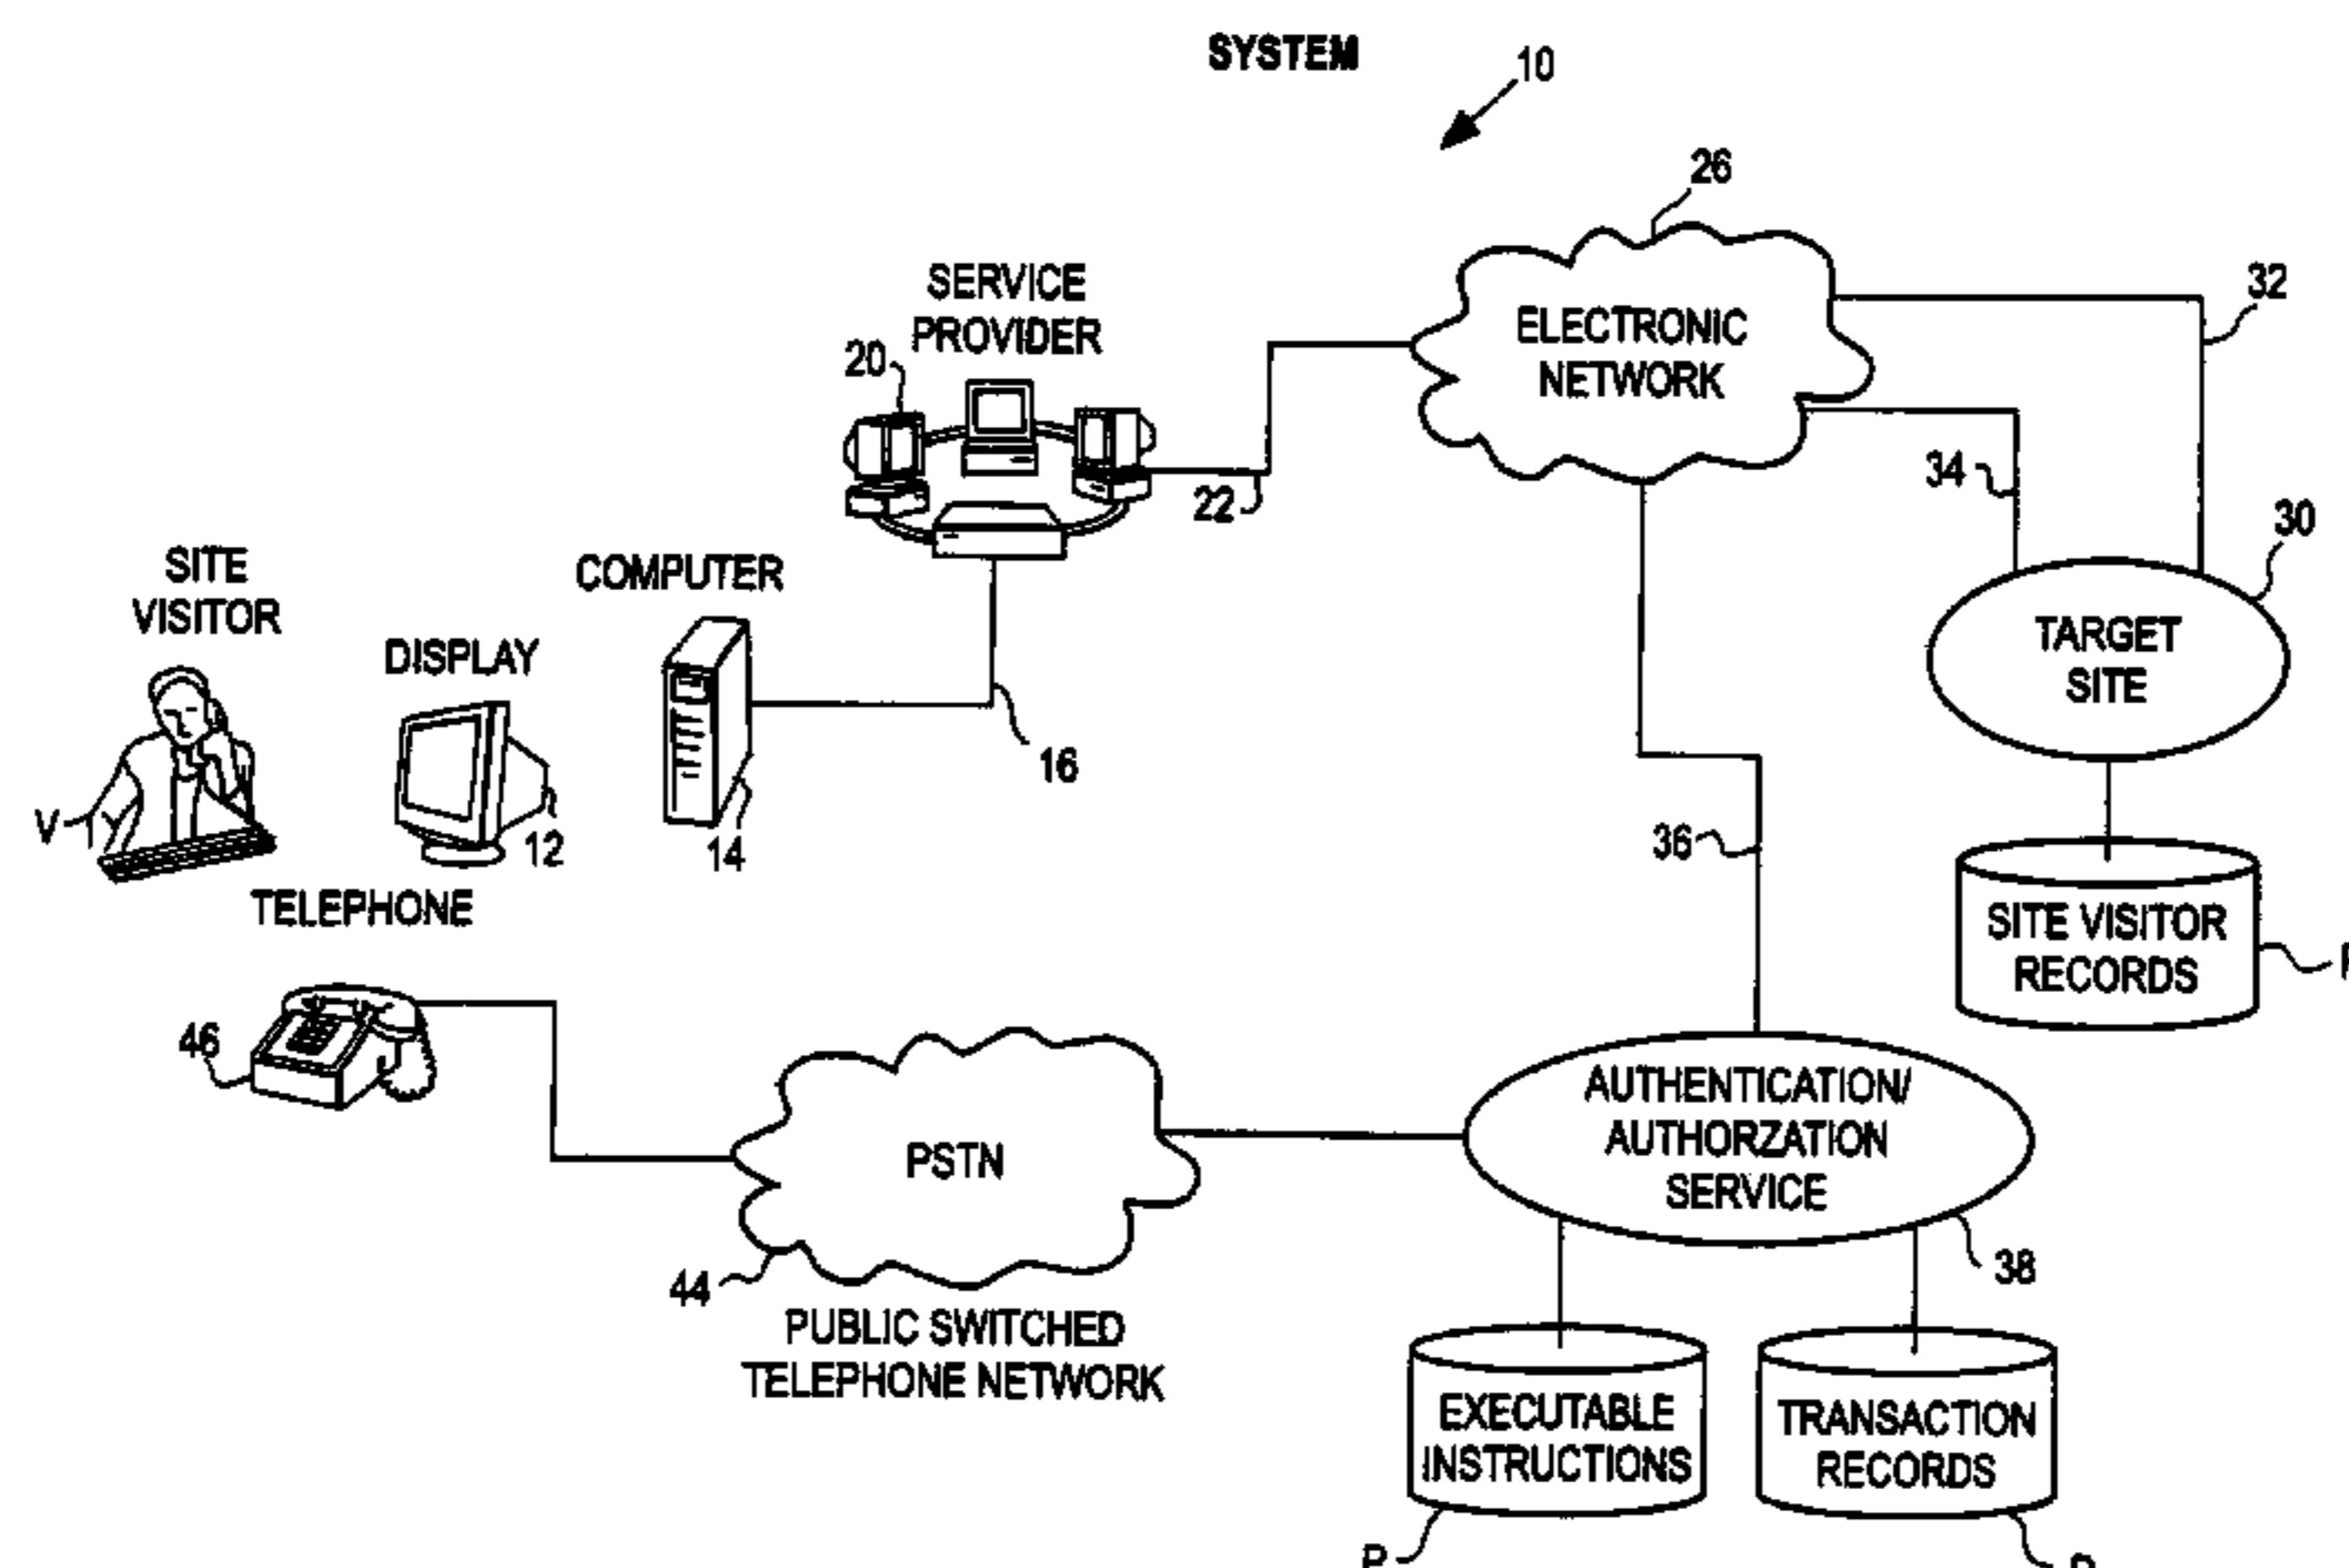 SYSTEM
10
26
SERVICE
PROVIDER
20
ELECTRONIC
NETWORK
32
22
34
30
SITE
VISITOR
COMPUTER
DISPLAY
TARGET
SITE
16
V
12
14
36
TELEPHONE
SITE VISITOR
RECORDS
46
AUTHENTICATION/
AUTHORZATION
SERVICE
PSTN
38
44
PUBLIC SWITCHED
TELEPHONE NETWORK
EXECUTABLE
INSTRUCTIONS
TRANSACTION
RECORDS